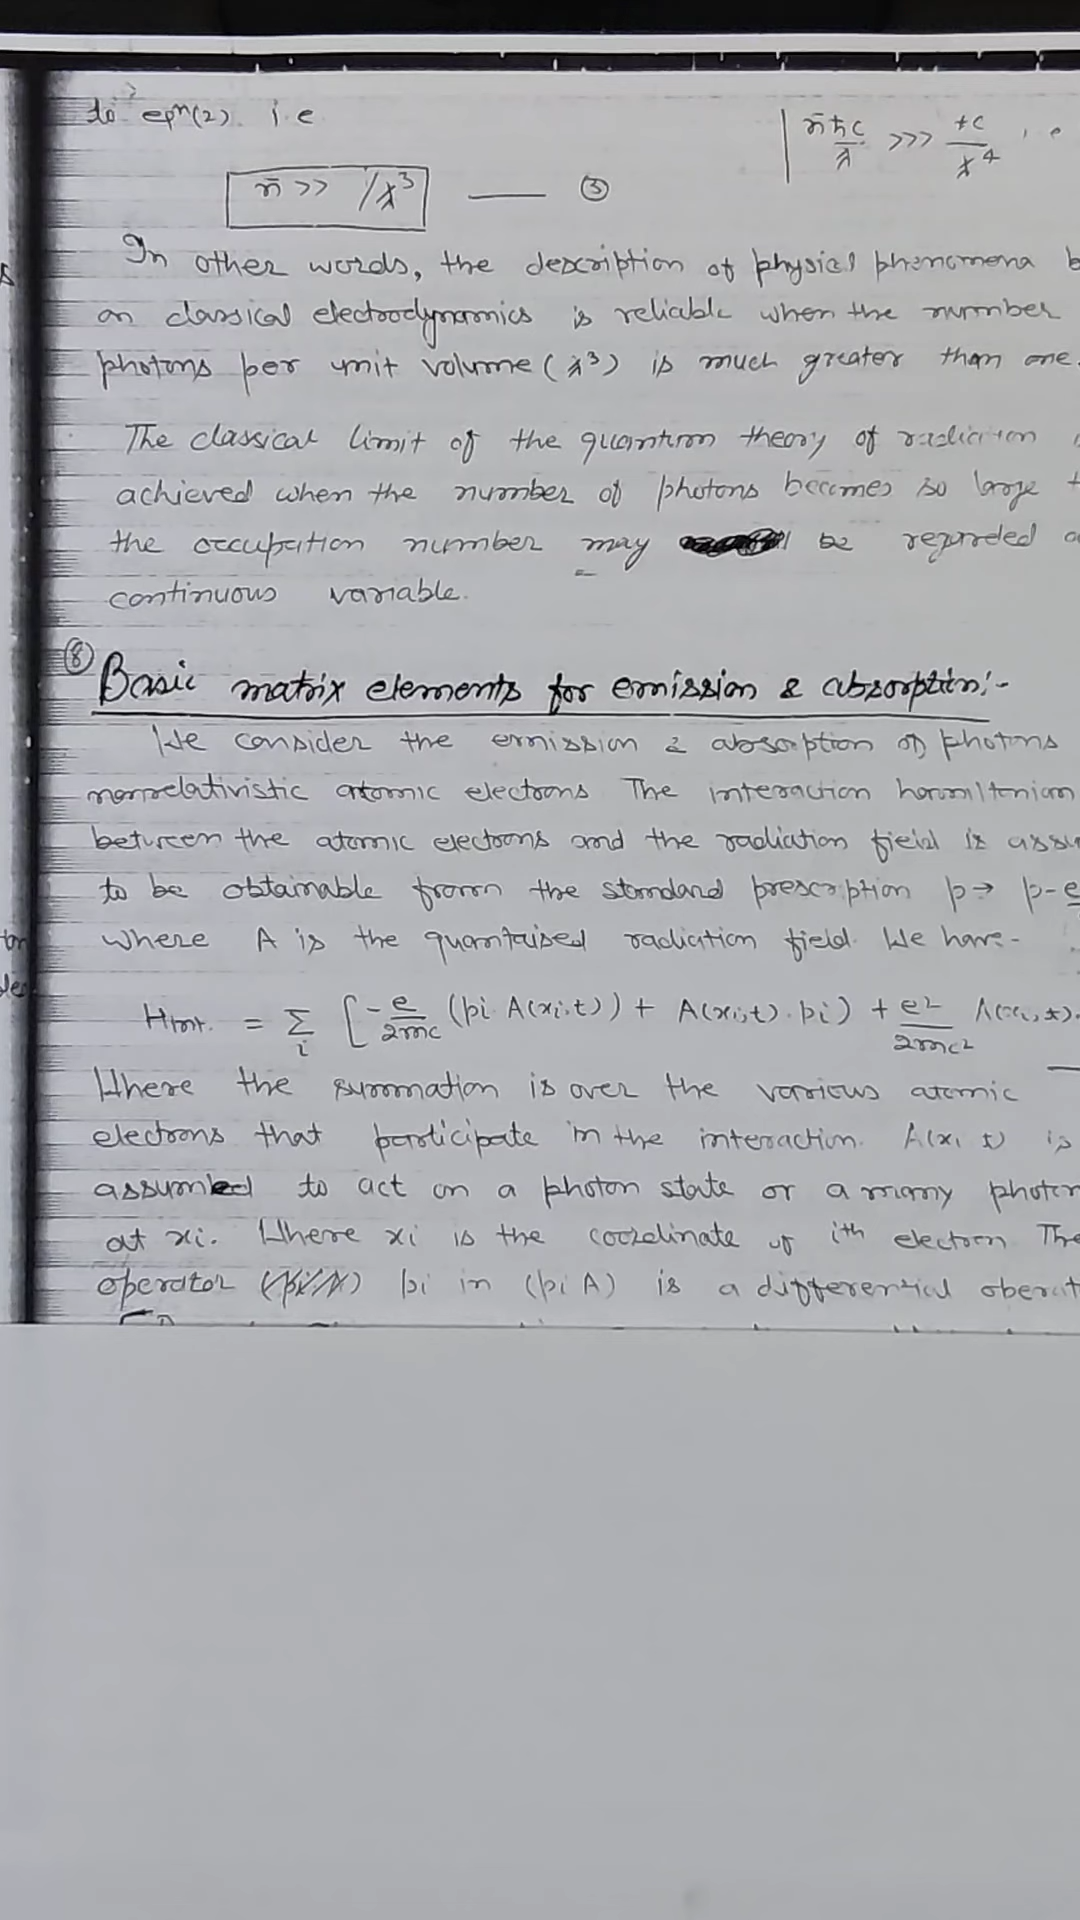 to eqn(2). i.e
n̄ħc/ƛ >>> ħc/ƛ⁴ i.e
n̄ >> 1/ƛ³ —— ③
In other words, the description of physical phenomena b
on classical electrodynamics is reliable when the number
photons per unit volume (ƛ³) is much greater than one.
The classical limit of the quantum theory of radiation
achieved when the number of photons becomes so large t
the occupation number may be regarded a
continuous variable.
⑧ Basic matrix elements for emission & absorption:-
We consider the emission & absorption of photons
nonrelativistic atomic electrons The interaction hamiltonian
between the atomic electrons and the radiation field is assu
to be obtainable from the standard prescription p → p-e
where A is the quantized radiation field. We have-
Hint. = Σi [-e/2mc (pi. A(xi,t)) + A(xi,t). pi) + e²/2mc² A(xi,t).
Where the summation is over the various atomic
electrons that participate in the interaction. A(xi t) is
assumed to act on a photon state or a many photon
at xi. Where xi is the coordinate of ith electron The
operator pi in (pi A) is a differential operat